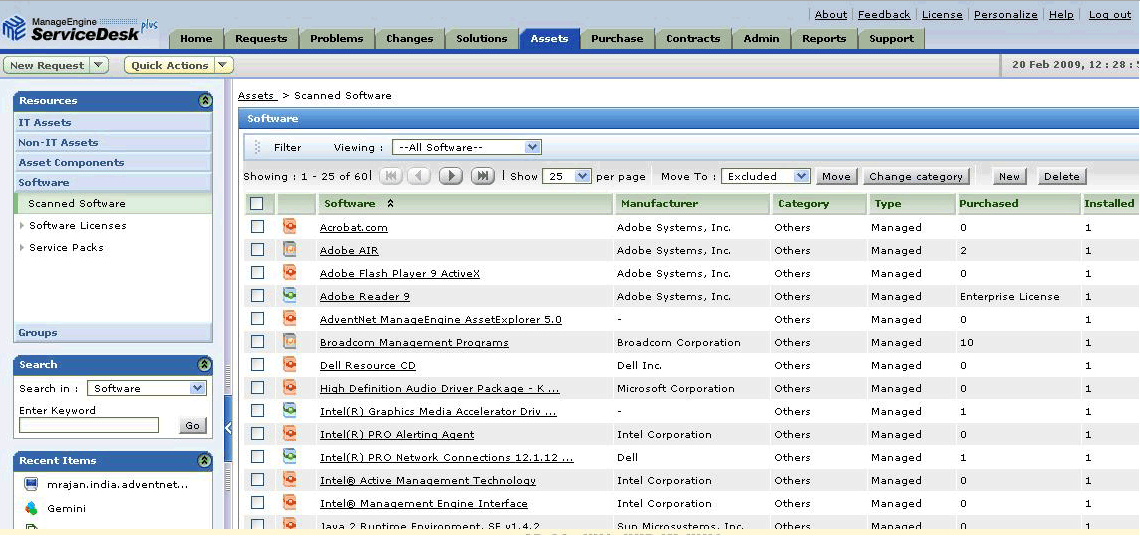 ManageEngine
ServiceDesk plus
About | Feedback | License | Personalize | Help | Log out
Home Requests Problems Changes Solutions Assets Purchase Contracts Admin Reports Support
New Request Quick Actions 20 Feb 2009, 12 : 28 :
Resources
IT Assets
Non-IT Assets
Asset Components
Software
Scanned Software
Software Licenses
Service Packs
Groups
Search
Search in : Software
Enter Keyword
Go
Recent Items
mrajan.india.adventnet...
Gemini
Assets > Scanned Software
Software
Filter Viewing : --All Software--
Showing : 1 - 25 of 60 | Show 25 per page Move To : Excluded Move Change category New Delete
Software Manufacturer Category Type Purchased Installed
Acrobat.com Adobe Systems, Inc. Others Managed 0 1
Adobe AIR Adobe Systems, Inc. Others Managed 2 1
Adobe Flash Player 9 ActiveX Adobe Systems, Inc. Others Managed 0 1
Adobe Reader 9 Adobe Systems, Inc. Others Managed Enterprise License 1
AdventNet ManageEngine AssetExplorer 5.0 - Others Managed 0 1
Broadcom Management Programs Broadcom Corporation Others Managed 10 1
Dell Resource CD Dell Inc. Others Managed 0 1
High Definition Audio Driver Package - K ... Microsoft Corporation Others Managed 0 1
Intel(R) Graphics Media Accelerator Driv ... - Others Managed 1 1
Intel(R) PRO Alerting Agent Intel Corporation Others Managed 0 1
Intel(R) PRO Network Connections 12.1.12 ... Dell Others Managed 1 1
Intel® Active Management Technology Intel Corporation Others Managed 0 1
Intel® Management Engine Interface Intel Corporation Others Managed 0 1
Java 2 Runtime Environment, SE v1.4.2 Sun Microsystems, Inc. Others Managed 0 1